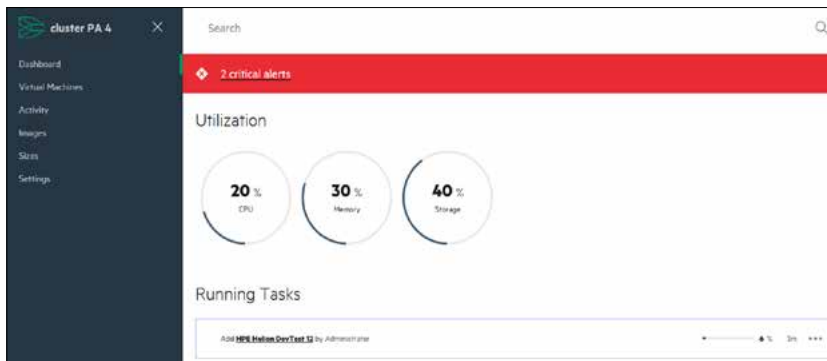 cluster PA 4
Search
Dashboard
Virtual Machines
Activity
Images
Sizes
Settings
2 critical alerts
Utilization
20 %
CPU
30 %
Memory
40 %
Storage
Running Tasks
Add HPE Helion DevTest 12 by Administrator